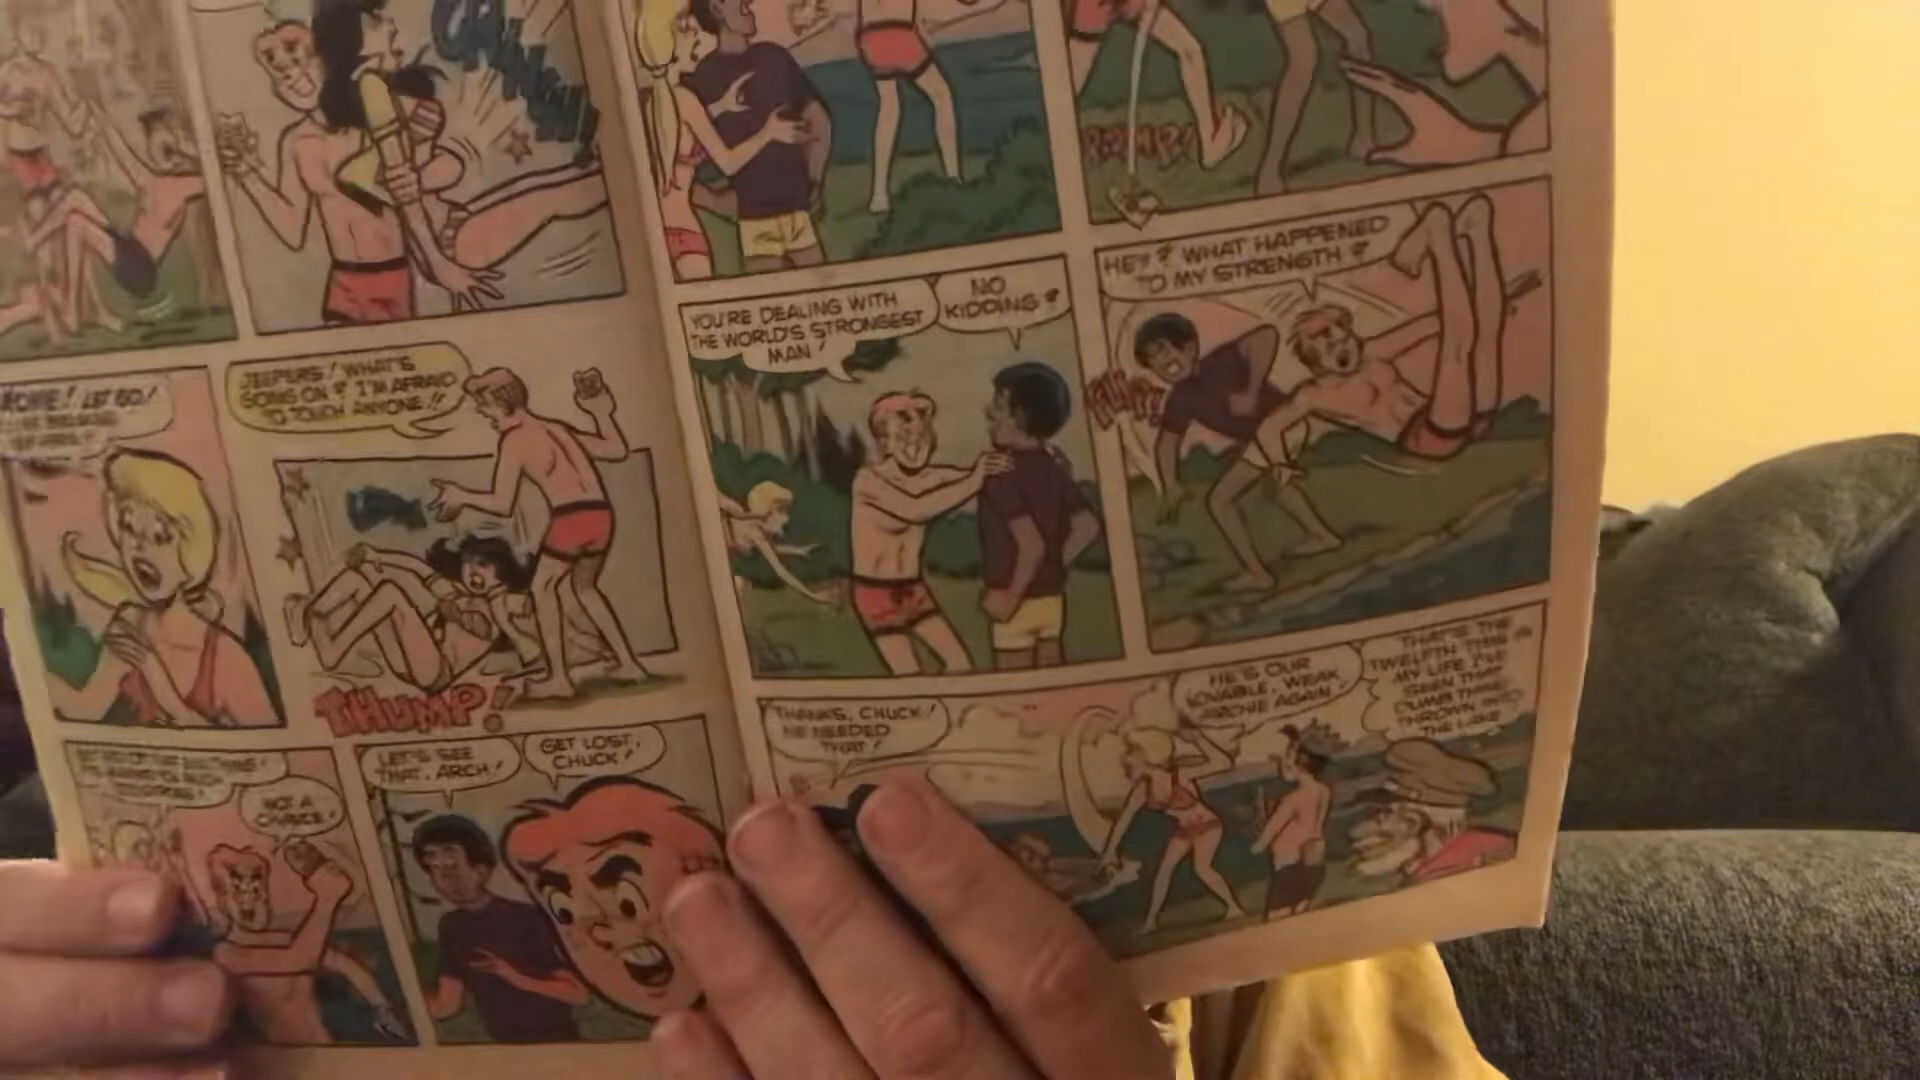 JEEPERS! WHAT'S
GOING ON? I'M AFRAID
TO TOUCH ANYONE!!
THUMP!
NOT A
CHANCE!
LET'S SEE
THAT, ARCH!
GET LOST,
CHUCK!
YOU'RE DEALING WITH
THE WORLD'S STRONGEST
MAN!
NO
KIDDING?
HEY? WHAT HAPPENED
TO MY STRENGTH?
THANKS, CHUCK!
HE NEEDED
THAT!
HE'S OUR
LOVABLE, WEAK
ARCHIE AGAIN!
THAT'S THE
TWELFTH TIME IN
MY LIFE I'VE
SEEN THAT
DUMB THING
THROWN INTO
THE LAKE